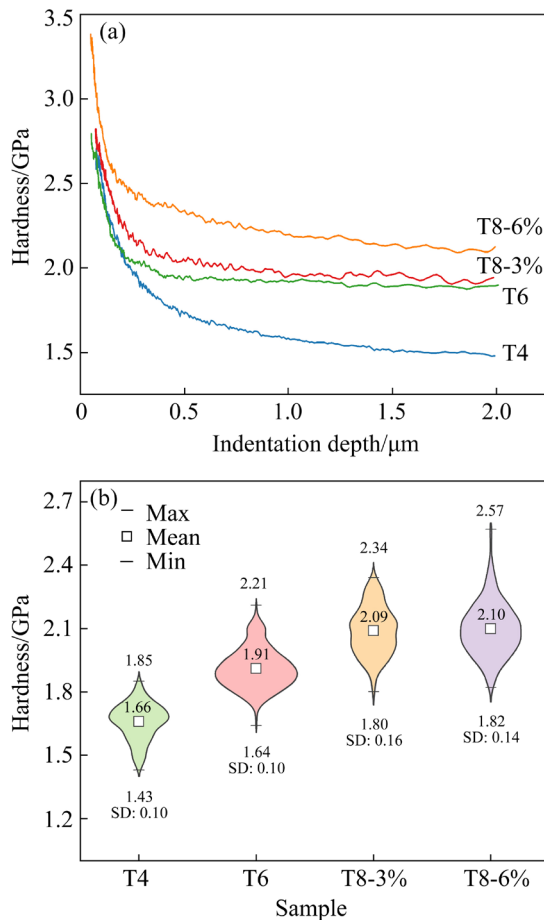 (a)
3.5
3.0
2.5
2.0
1.5
Hardness/GPa
T8-6%
T8-3%
T6
T4
0
0.5
1.0
1.5
2.0
Indentation depth/μm
(b)
Max
Mean
Min
2.7
2.4
2.1
1.8
1.5
1.2
Hardness/GPa
1.85
1.66
1.43
SD: 0.10
2.21
1.91
1.64
SD: 0.10
2.34
2.09
1.80
SD: 0.16
2.57
2.10
1.82
SD: 0.14
T4
T6
T8-3%
T8-6%
Sample